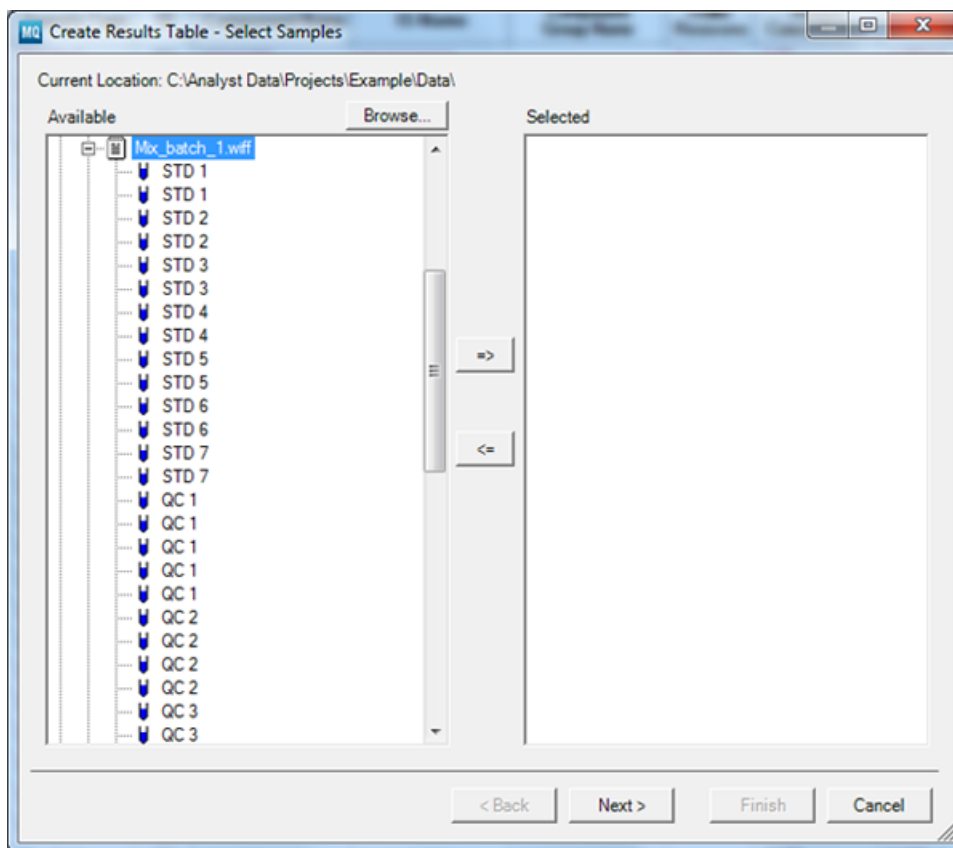 MQ Create Results Table - Select Samples
Current Location: C:\Analyst Data\Projects\Example\Data\
Available
Browse...
Selected
Mix_batch_1.wiff
STD 1
STD 1
STD 2
STD 2
STD 3
STD 3
STD 4
STD 4
STD 5
STD 5
STD 6
STD 6
STD 7
STD 7
QC 1
QC 1
QC 1
QC 1
QC 1
QC 2
QC 2
QC 2
QC 2
QC 3
QC 3
=>
<=
< Back
Next >
Finish
Cancel